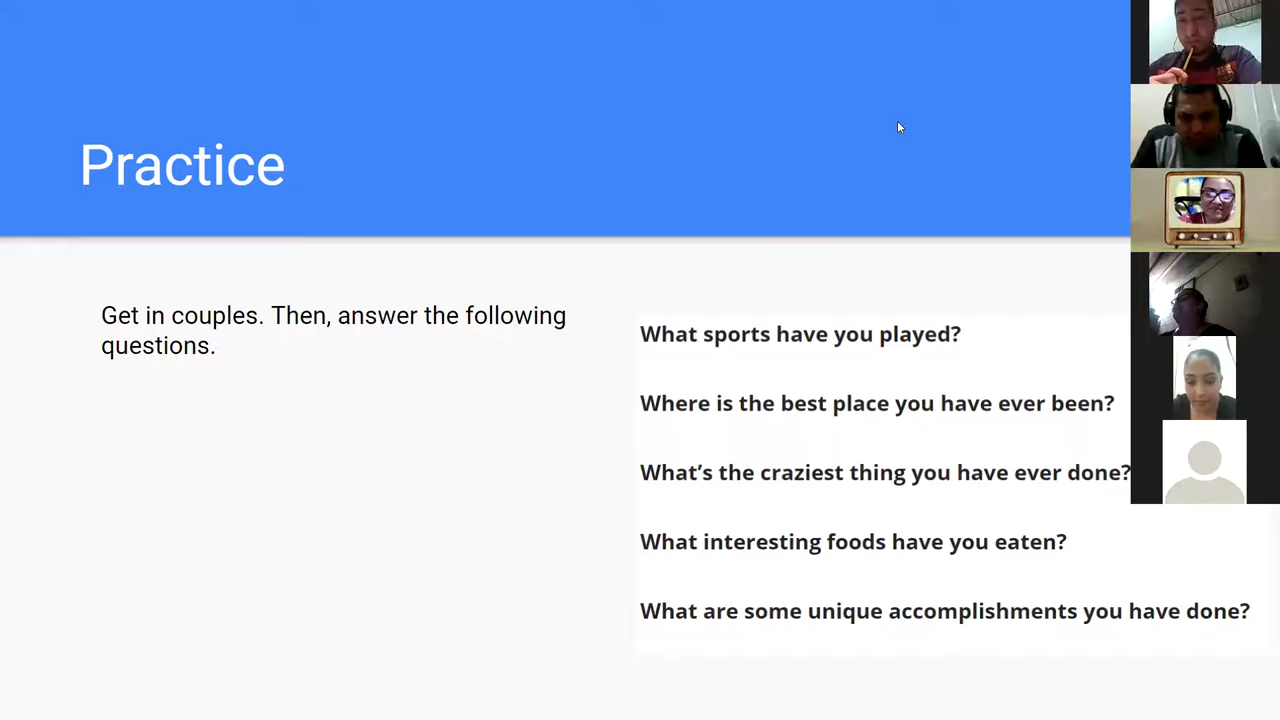 Practice
Get in couples. Then, answer the following
questions.
What sports have you played?
Where is the best place you have ever been?
What's the craziest thing you have ever done?
What interesting foods have you eaten?
What are some unique accomplishments you have done?